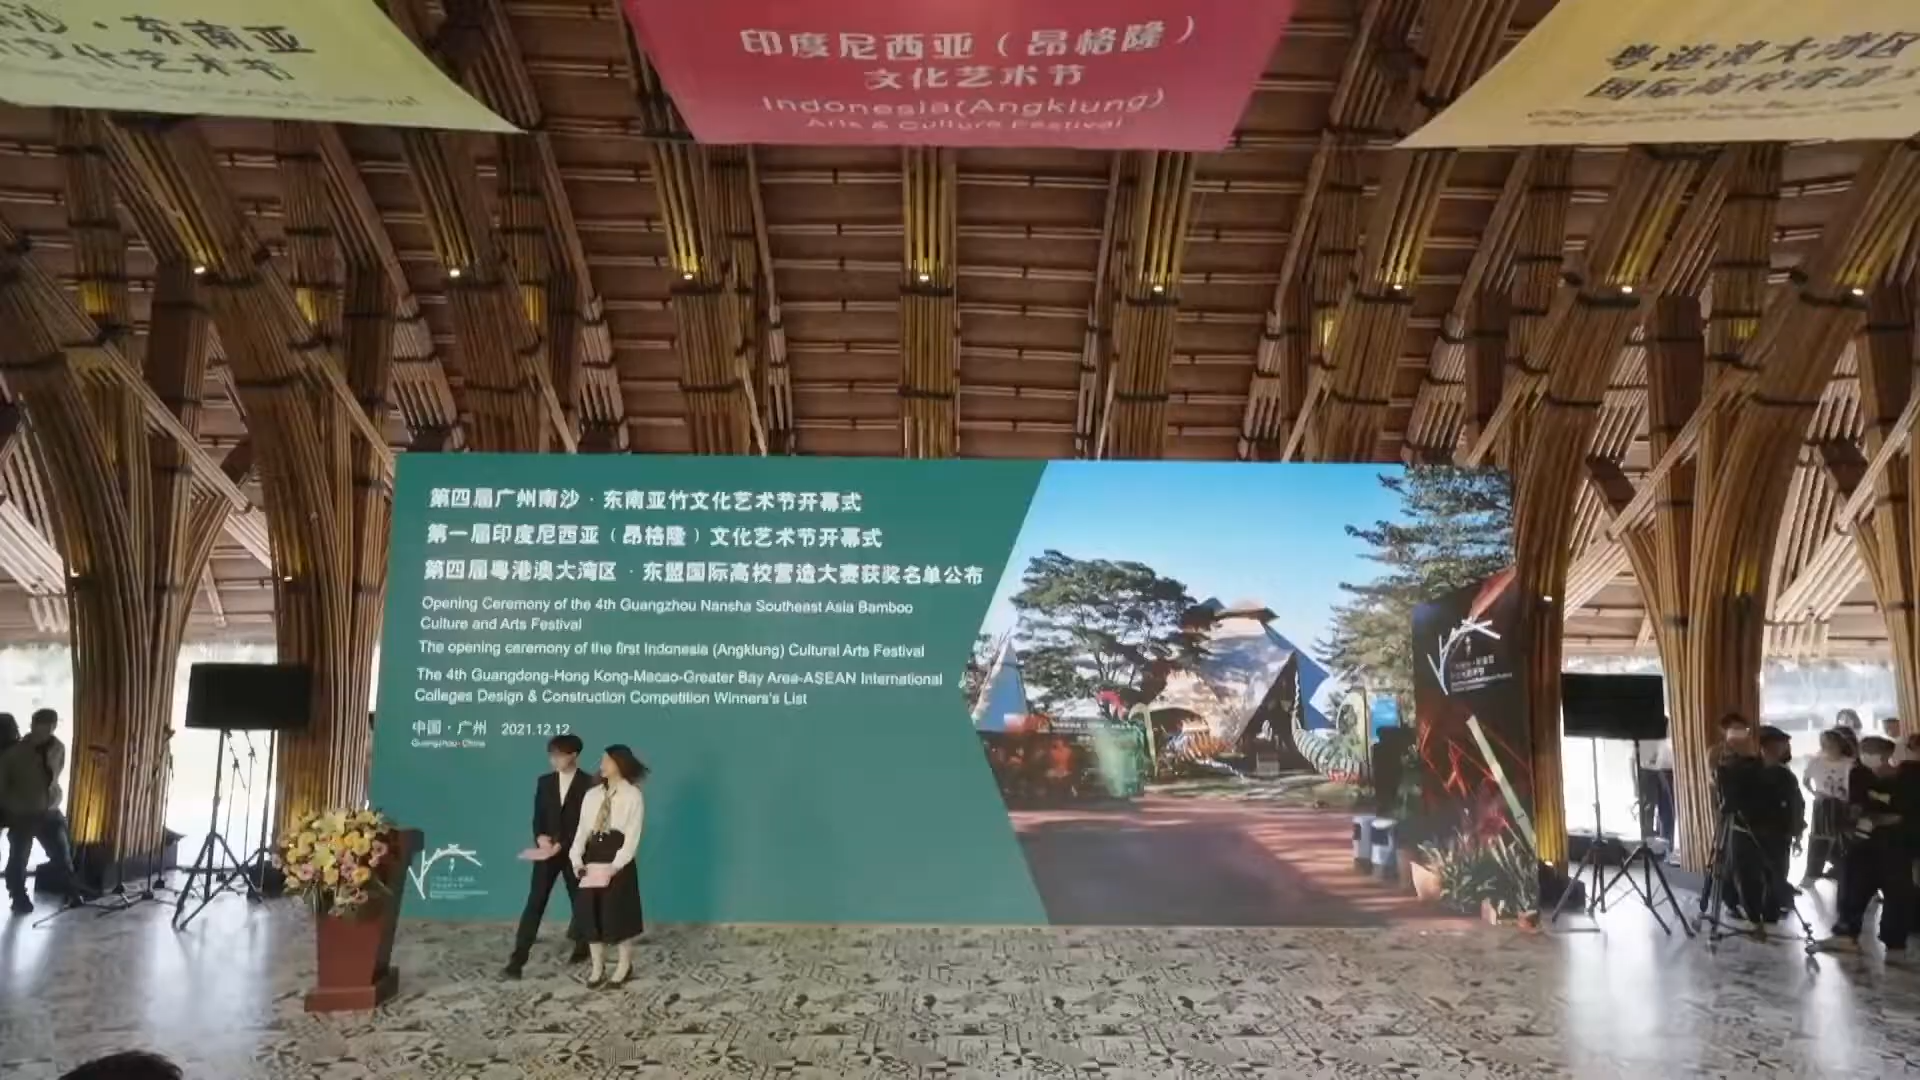 沙·东南亚
文化艺术节
印度尼西亚（昂格隆）
文化艺术节
Indonesia(Angklung)
Arts & Culture Festival
粤港澳大湾区
国际高校营造
第四届广州南沙·东南亚竹文化艺术节开幕式
第一届印度尼西亚（昂格隆）文化艺术节开幕式
第四届粤港澳大湾区·东盟国际高校营造大赛获奖名单公布
Opening Ceremony of the 4th Guangzhou Nansha Southeast Asia Bamboo
Culture and Arts Festival
The opening ceremony of the first Indonesia (Angklung) Cultural Arts Festival
The 4th Guangdong-Hong Kong-Macao-Greater Bay Area-ASEAN International
Colleges Design & Construction Competition Winners's List
中国·广州 2021.12.12
Guangzhou·China